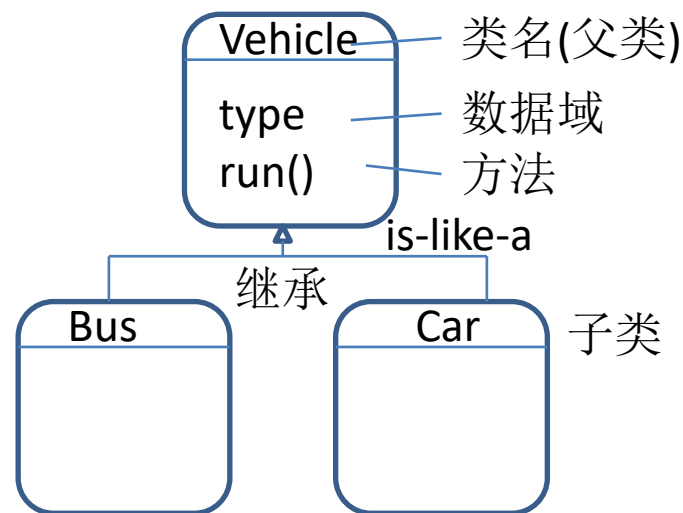 Vehicle
类名(父类)
type
数据域
run()
方法
is-like-a
继承
Bus
Car
子类